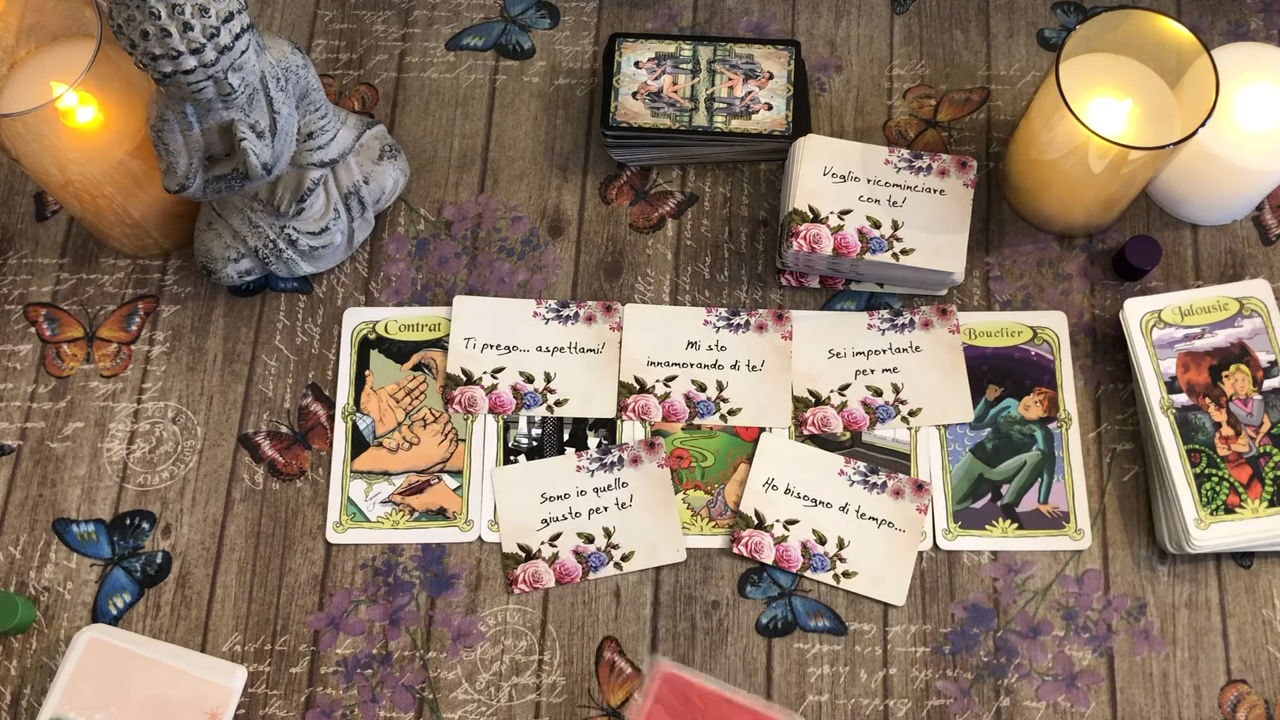 Voglio ricominciare
con te!
Contrat
Ti prego... aspettami!
Mi sto
innamorando di te!
Sei importante
per me
Bouclier
Jalousie
Sono io quello
giusto per te!
Ho bisogno di tempo...